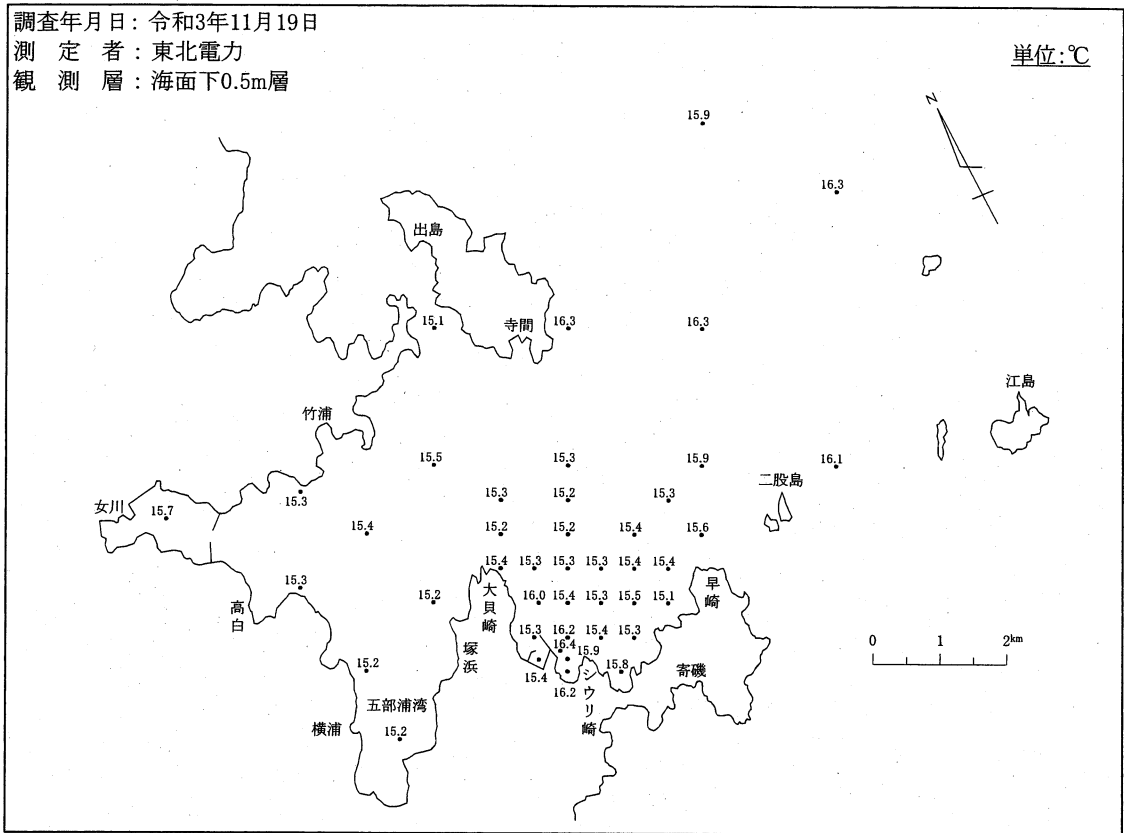 調査年月日：令和3年11月19日
測 定 者：東北電力
観 測 層：海面下0.5m層
単位:℃
N
15.9
16.3
出島
15.1
寺間
16.3
16.3
江島
竹浦
15.5
15.3
15.9
16.1
二股島
女川
15.7
15.3
15.3
15.2
15.3
15.4
15.2
15.2
15.4
15.6
15.4
15.3
15.3
15.3
15.4
15.4
15.3
高白
15.2
大貝崎
16.0
15.4
15.3
15.5
15.1
早崎
塚浜
15.3
16.2
15.4
15.3
16.4
15.9
15.2
15.4
16.2
15.8
シウリ崎
寄磯
五部浦湾
横浦
15.2
0 1 2km